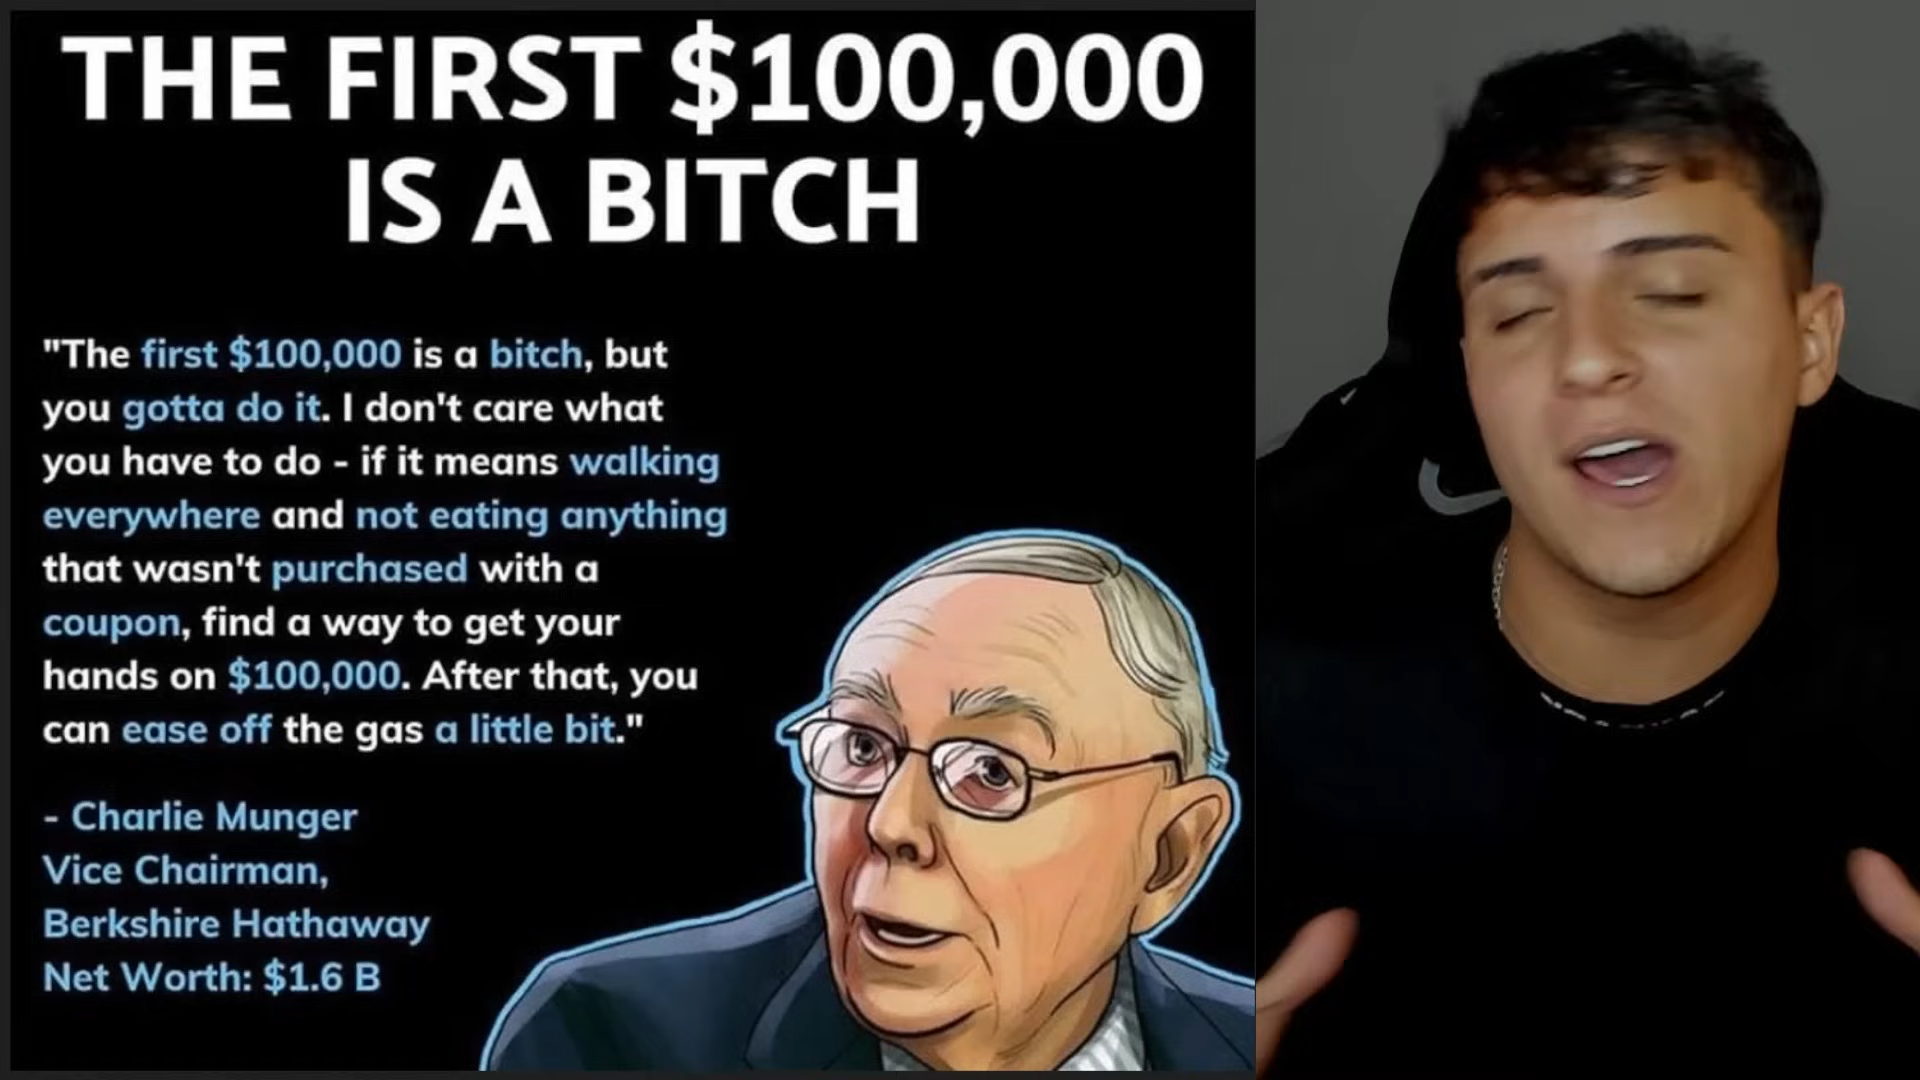 THE FIRST $100,000
IS A BITCH
"The first $100,000 is a bitch, but
you gotta do it. I don't care what
you have to do - if it means walking
everywhere and not eating anything
that wasn't purchased with a
coupon, find a way to get your
hands on $100,000. After that, you
can ease off the gas a little bit."
- Charlie Munger
Vice Chairman,
Berkshire Hathaway
Net Worth: $1.6 B